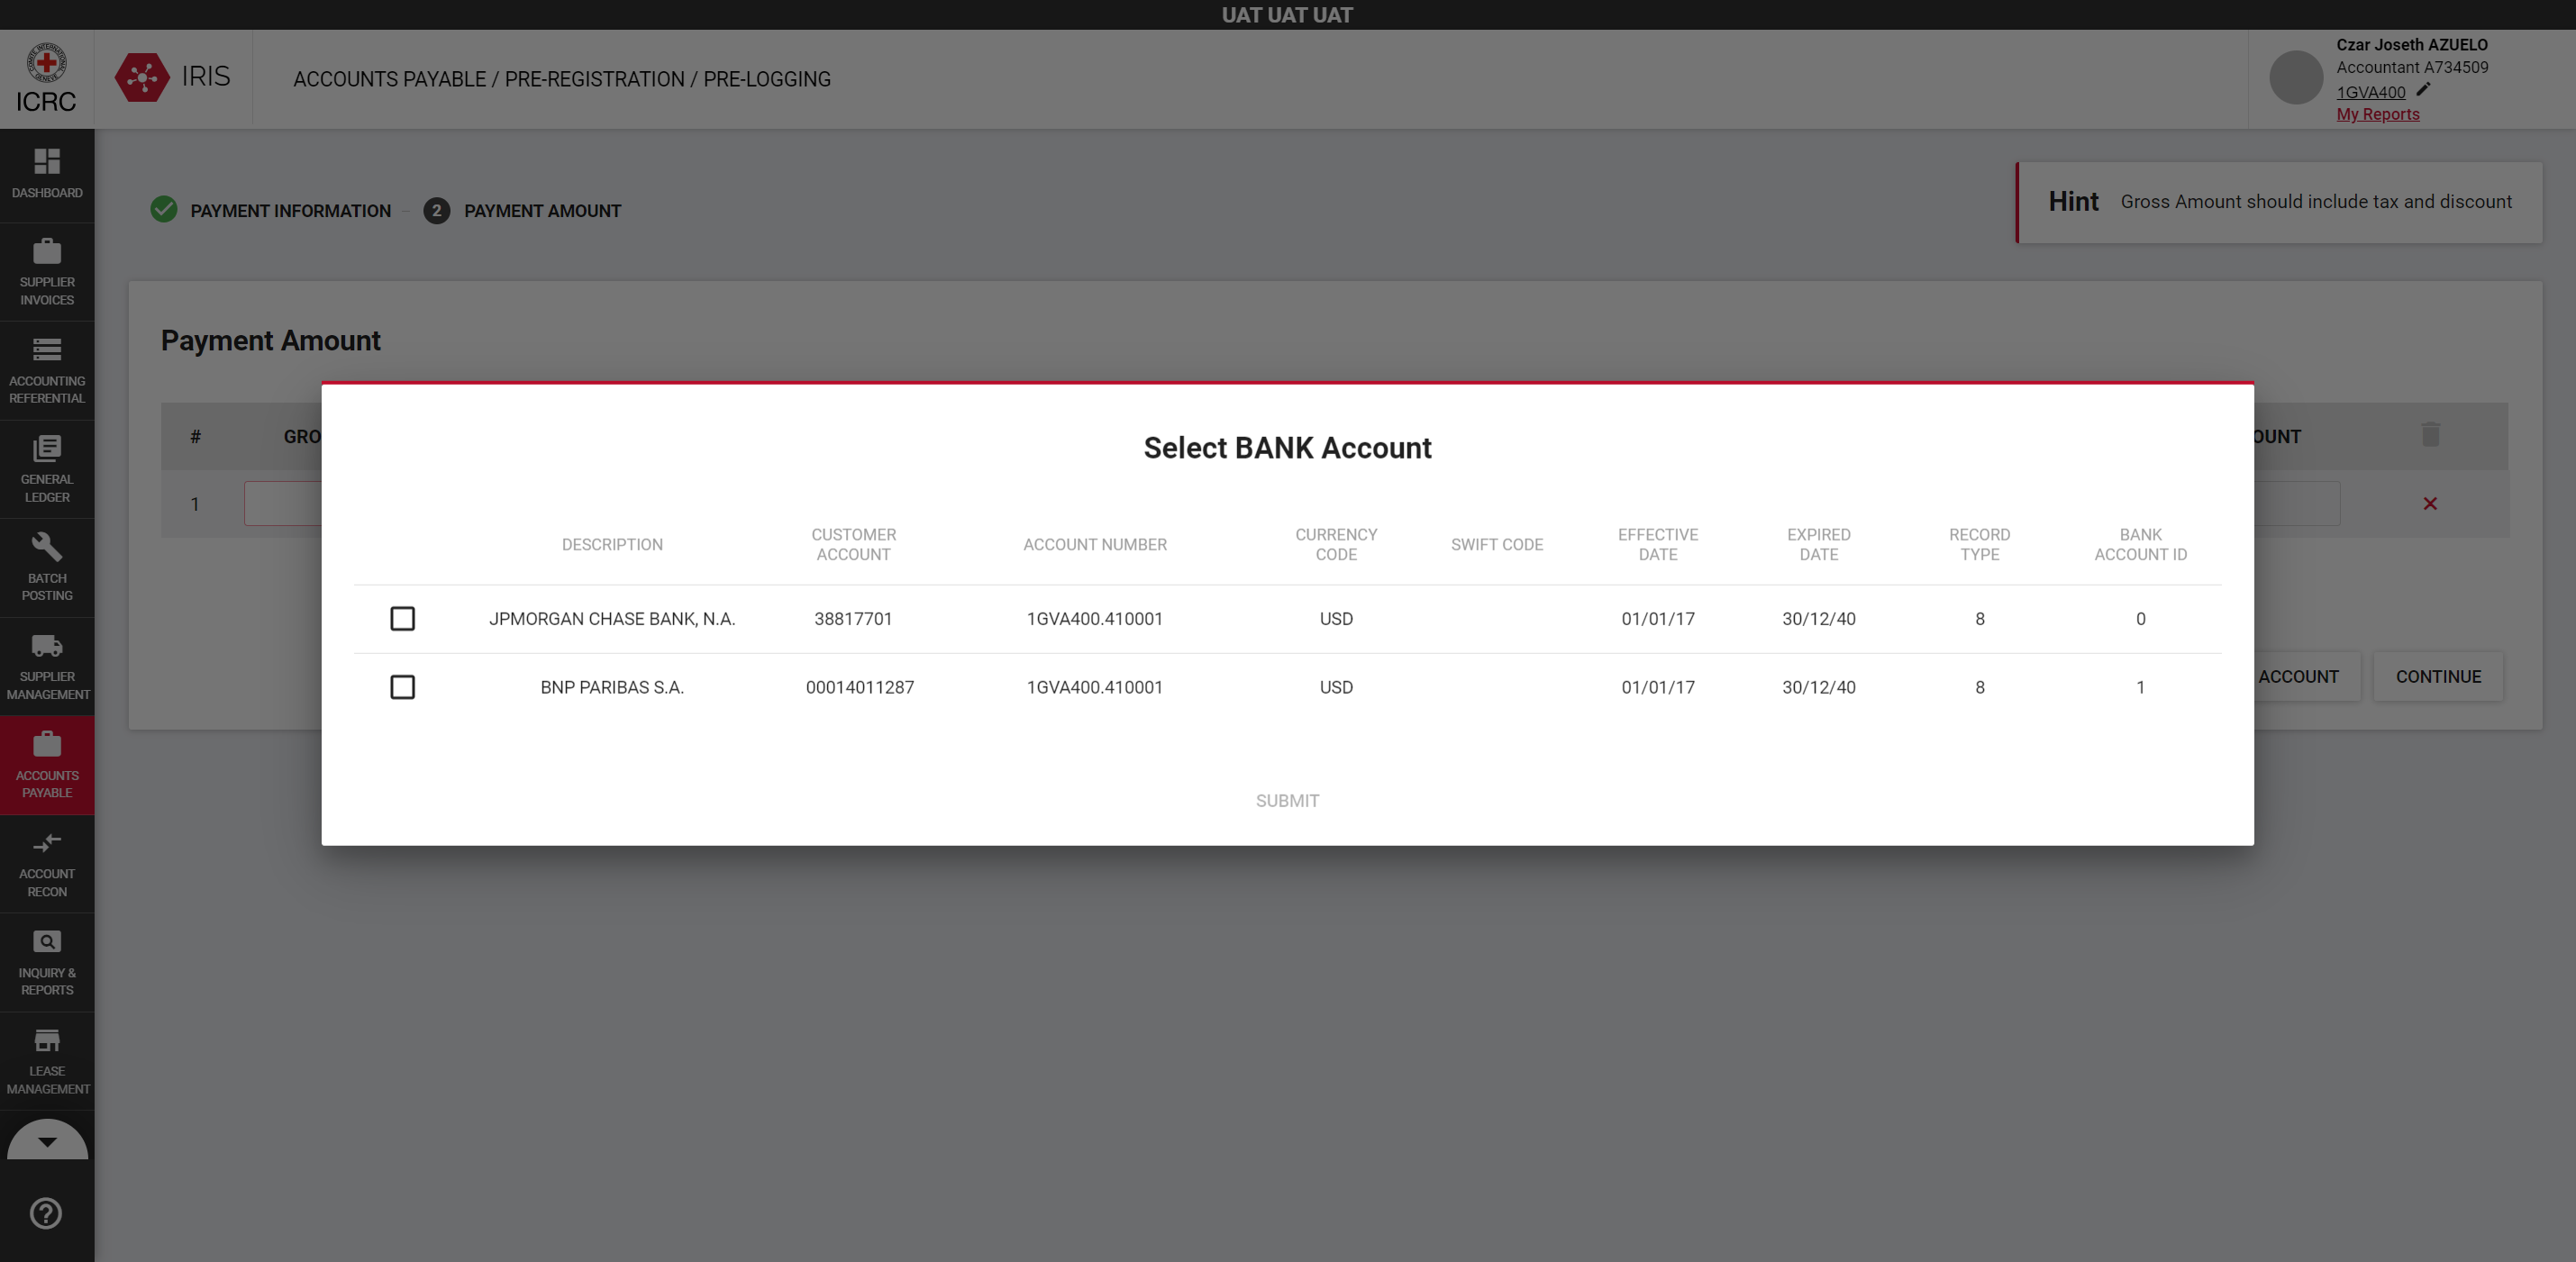 UAT UAT UAT
ICRC
IRIS
ACCOUNTS PAYABLE / PRE-REGISTRATION / PRE-LOGGING
Czar Joseth AZUELO
Accountant A734509
1GVA400
My Reports
DASHBOARD
SUPPLIER
INVOICES
ACCOUNTING
REFERENTIAL
GENERAL
LEDGER
BATCH
POSTING
SUPPLIER
MANAGEMENT
ACCOUNTS
PAYABLE
ACCOUNT
RECON
INQUIRY &
REPORTS
LEASE
MANAGEMENT
PAYMENT INFORMATION
2 PAYMENT AMOUNT
Hint Gross Amount should include tax and discount
Payment Amount
# GRO OUNT
1
ACCOUNT CONTINUE
Select BANK Account
DESCRIPTION CUSTOMER ACCOUNT ACCOUNT NUMBER CURRENCY CODE SWIFT CODE EFFECTIVE DATE EXPIRED DATE RECORD TYPE BANK ACCOUNT ID
JPMORGAN CHASE BANK, N.A. 38817701 1GVA400.410001 USD 01/01/17 30/12/40 8 0
BNP PARIBAS S.A. 00014011287 1GVA400.410001 USD 01/01/17 30/12/40 8 1
SUBMIT